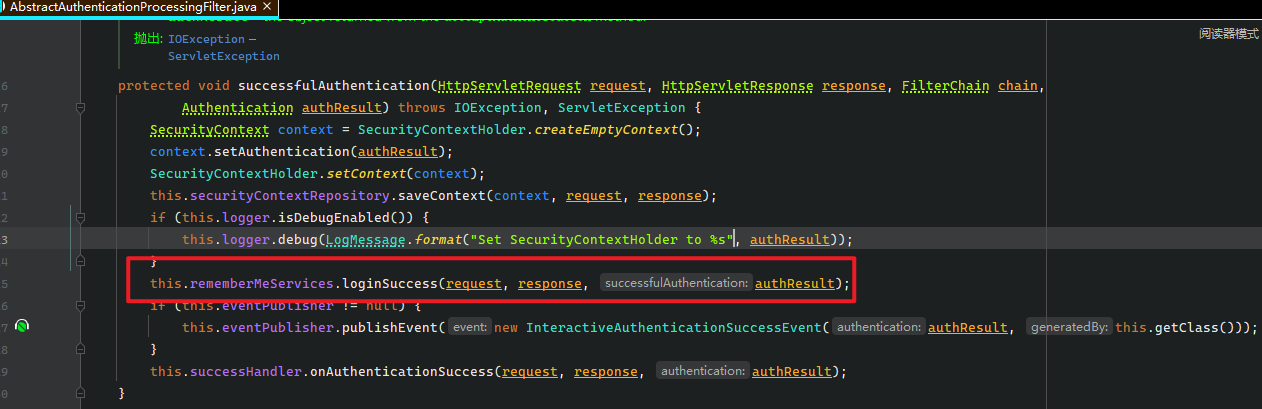 AbstractAuthenticationProcessingFilter.java ×
阅读器模式
抛出: IOException –
ServletException
6 protected void successfulAuthentication(HttpServletRequest request, HttpServletResponse response, FilterChain chain,
7 Authentication authResult) throws IOException, ServletException {
8 SecurityContext context = SecurityContextHolder.createEmptyContext();
9 context.setAuthentication(authResult);
0 SecurityContextHolder.setContext(context);
1 this.securityContextRepository.saveContext(context, request, response);
2 if (this.logger.isDebugEnabled()) {
3 this.logger.debug(LogMessage.format("Set SecurityContextHolder to %s", authResult));
4 }
5 this.rememberMeServices.loginSuccess(request, response, successfulAuthentication: authResult);
6 if (this.eventPublisher != null) {
7 this.eventPublisher.publishEvent( event: new InteractiveAuthenticationSuccessEvent( authentication: authResult, generatedBy: this.getClass()));
8 }
9 this.successHandler.onAuthenticationSuccess(request, response, authentication: authResult);
0 }